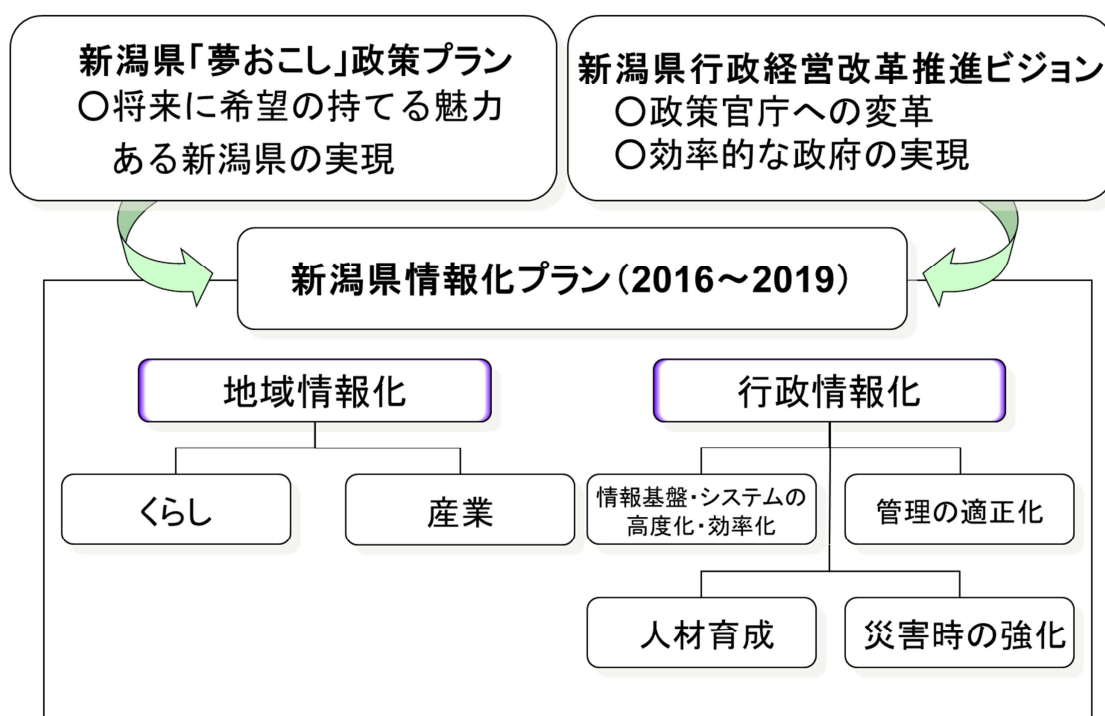 新潟県「夢おこし」政策プラン
○将来に希望の持てる魅力
ある新潟県の実現
新潟県行政経営改革推進ビジョン
○政策官庁への変革
○効率的な政府の実現
新潟県情報化プラン(2016～2019)
地域情報化
行政情報化
くらし
産業
情報基盤・システムの
高度化・効率化
管理の適正化
人材育成
災害時の強化